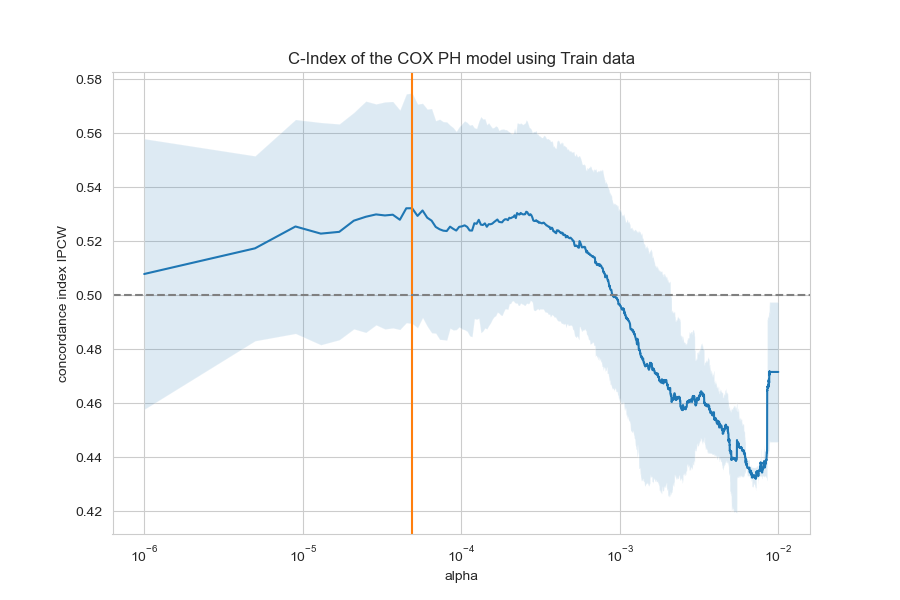 C-Index of the COX PH model using Train data
concordance index IPCW
0.58
0.56
0.54
0.52
0.50
0.48
0.46
0.44
0.42
10⁻⁶ 10⁻⁵ 10⁻⁴ 10⁻³ 10⁻²
alpha